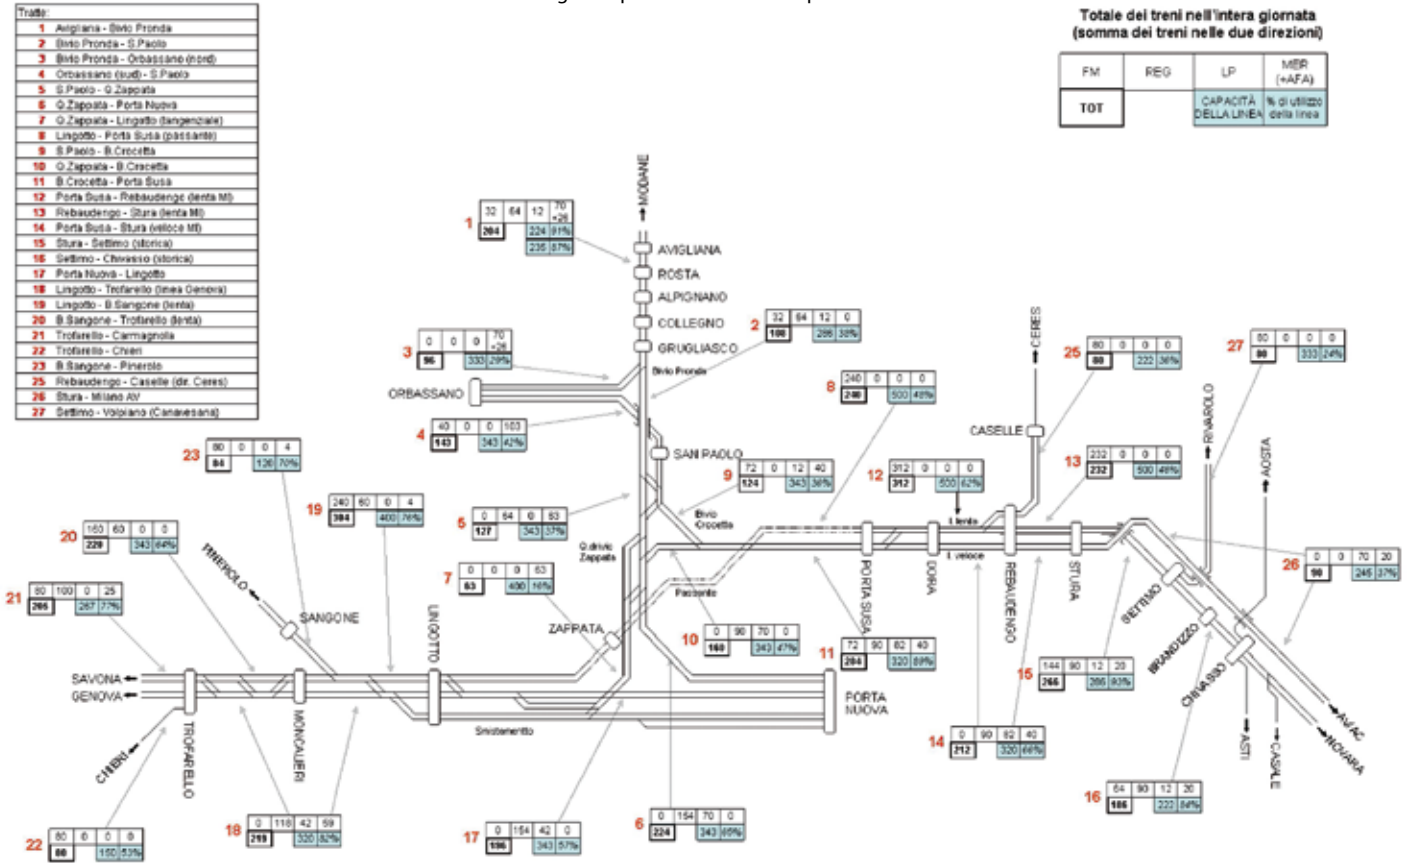 Tratte:
1 Avigliana - Bivio Pronda
2 Bivio Pronda - S.Paolo
3 Bivio Pronda - Orbassano (nord)
4 Orbassano (sud) - S.Paolo
5 S.Paolo - Q.Zappata
6 Q.Zappata - Porta Nuova
7 Q.Zappata - Lingotto (tangenziale)
8 Lingotto - Porta Susa (passante)
9 S.Paolo - B.Crocetta
10 Q.Zappata - B.Crocetta
11 B.Crocetta - Porta Susa
12 Porta Susa - Rebaudengo (lenta MI)
13 Rebaudengo - Stura (lenta MI)
14 Porta Susa - Stura (veloce MI)
15 Stura - Settimo (storica)
16 Settimo - Chivasso (storica)
17 Porta Nuova - Lingotto
18 Lingotto - Trofarello (linea Genova)
19 Lingotto - B.Sangone (lenta)
20 B.Sangone - Trofarello (lenta)
21 Trofarello - Carmagnola
22 Trofarello - Chieri
23 B.Sangone - Pinerolo
25 Rebaudengo - Caselle (dir. Ceres)
26 Stura - Milano AV
27 Settimo - Volpiano (Canavesana)
Totale dei treni nell'intera giornata
(somma dei treni nelle due direzioni)
FM REG LP MER (+AFA)
TOT CAPACITÀ DELLA LINEA % di utilizzo della linea
MODANE
1
32 64 12 70 +26
204 224 91%
235 87%
AVIGLIANA
ROSTA
ALPIGNANO
COLLEGNO
GRUGLIASCO
Bivio Pronda
2
32 64 12 0
108 286 38%
3
0 0 0 70 +26
96 333 29%
ORBASSANO
4
40 0 0 103
143 343 42%
SAN PAOLO
CERES
25
80 0 0 0
80 222 36%
27
80 0 0 0
80 333 24%
8
240 0 0 0
240 500 48%
CASELLE
RIVAROLO
AOSTA
23
80 0 0 4
84 120 70%
9
72 0 12 40
124 343 36%
12
312 0 0 0
312 500 62%
13
232 0 0 0
232 500 46%
19
240 60 0 4
304 400 76%
5
0 64 0 63
127 343 37%
Bivio Crocetta
l. lenta
l. veloce
20
160 60 0 0
220 343 64%
Q.drivio Zappata
7
0 0 0 63
63 400 16%
Passante
PORTA SUSA
DORA
REBAUDENGO
STURA
SETTIMO
BRANDIZZO
CHIVASSO
26
0 0 70 20
90 245 37%
PINEROLO
21
80 100 0 25
205 267 77%
SANGONE
LINGOTTO
ZAPPATA
10
0 90 70 0
160 343 47%
11
72 90 82 40
284 320 89%
15
144 90 12 20
266 286 93%
SAVONA
GENOVA
PORTA NUOVA
TROFARELLO
MONCALIERI
Smistamento
CHIERI
14
0 90 82 40
212 320 66%
ASTI
CASALE
AV/AC
NOVARA
16
64 90 12 20
186 222 84%
22
80 0 0 0
80 150 53%
18
0 118 42 59
219 320 82%
17
0 154 42 0
196 343 57%
6
0 154 70 0
224 343 65%